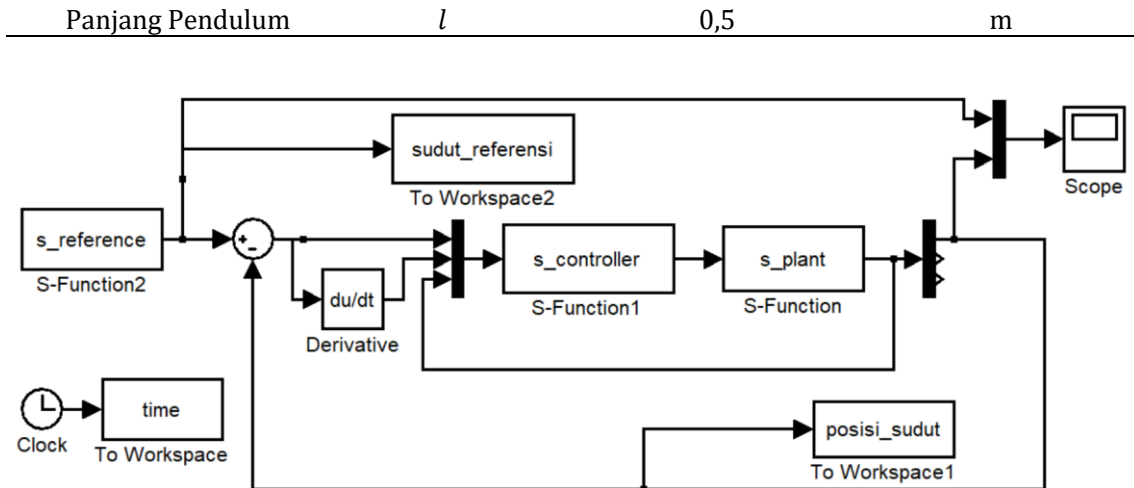 Panjang Pendulum l 0,5 m
sudut_referensi
To Workspace2
Scope
s_reference
S-Function2
+
-
s_controller
S-Function1
s_plant
S-Function
du/dt
Derivative
Clock
time
To Workspace
posisi_sudut
To Workspace1